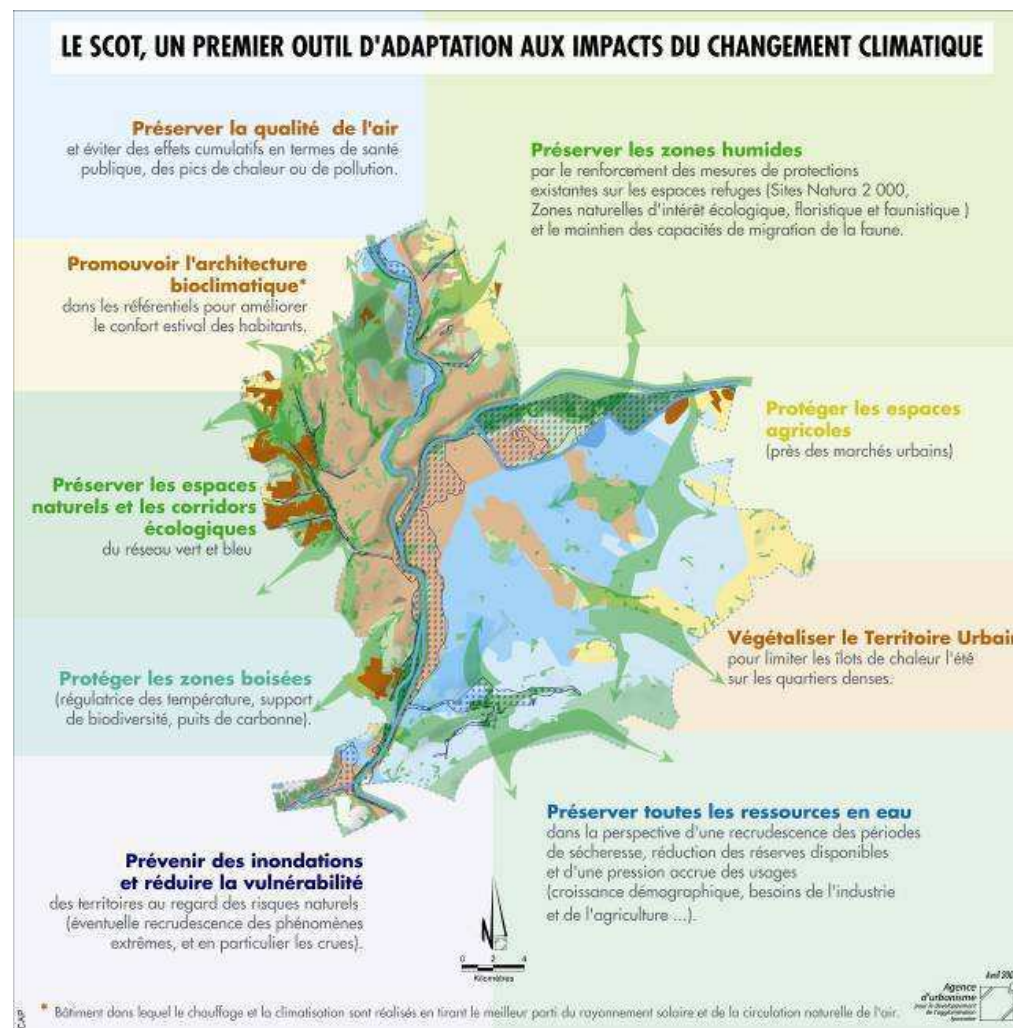 LE SCOT, UN PREMIER OUTIL D'ADAPTATION AUX IMPACTS DU CHANGEMENT CLIMATIQUE
Préserver la qualité de l'air
et éviter des effets cumulatifs en termes de santé
publique, des pics de chaleur ou de pollution.
Préserver les zones humides
par le renforcement des mesures de protections
existantes sur les espaces refuges (Sites Natura 2 000,
Zones naturelles d'intérêt écologique, floristique et faunistique )
et le maintien des capacités de migration de la faune.
Promouvoir l'architecture
bioclimatique*
dans les référentiels pour améliorer
le confort estival des habitants.
Protéger les espaces
agricoles
(près des marchés urbains)
Préserver les espaces
naturels et les corridors
écologiques
du réseau vert et bleu
Végétaliser le Territoire Urbain
pour limiter les îlots de chaleur l'été
sur les quartiers denses.
Protéger les zones boisées
(régulatrice des température, support
de biodiversité, puits de carbonne).
Préserver toutes les ressources en eau
dans la perspective d'une recrudescence des périodes
de sécheresse, réduction des réserves disponibles
et d'une pression accrue des usages
(croissance démographique, besoins de l'industrie
et de l'agriculture ...).
Prévenir des inondations
et réduire la vulnérabilité
des territoires au regard des risques naturels
(éventuelle recrudescence des phénomènes
extrêmes, et en particulier les crues).
N
0 2 4
Kilomètres
Avril
Agence
d'urbanisme
pour le développement
de l'agglomération
lyonnaise
* Bâtiment dans lequel le chauffage et la climatisation sont réalisés en tirant le meilleur parti du rayonnement solaire et de la circulation naturelle de l'air.
CAP